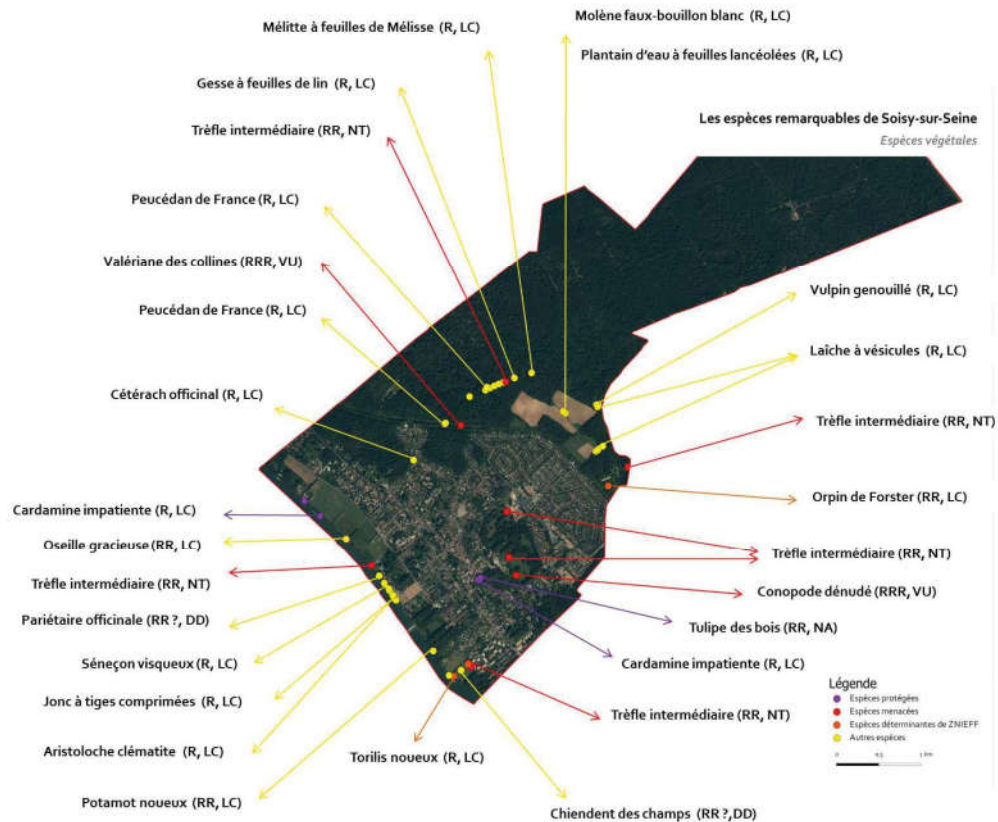 Molène faux-bouillon blanc (R, LC)
Mélitte à feuilles de Mélisse (R, LC)
Plantain d'eau à feuilles lancéolées (R, LC)
Gesse à feuilles de lin (R, LC)
Les espèces remarquables de Soisy-sur-Seine
Espèces végétales
Trèfle intermédiaire (RR, NT)
Peucédan de France (R, LC)
Valériane des collines (RRR, VU)
Vulpin genouillé (R, LC)
Peucédan de France (R, LC)
Laîche à vésicules (R, LC)
Cétérach officinal (R, LC)
Trèfle intermédiaire (RR, NT)
Orpin de Forster (RR, LC)
Cardamine impatiente (R, LC)
Oseille gracieuse (RR, LC)
Trèfle intermédiaire (RR, NT)
Trèfle intermédiaire (RR, NT)
Conopode dénudé (RRR, VU)
Pariétaire officinale (RR ?, DD)
Tulipe des bois (RR, NA)
Séneçon visqueux (R, LC)
Cardamine impatiente (R, LC)
Jonc à tiges comprimées (R, LC)
Légende
Espèces protégées
Espèces menacées
Espèces déterminantes de ZNIEFF
Autres espèces
0 0.5 1 km
Trèfle intermédiaire (RR, NT)
Aristoloche clématite (R, LC)
Torilis noueux (R, LC)
Potamot noueux (RR, LC)
Chiendent des champs (RR ?, DD)